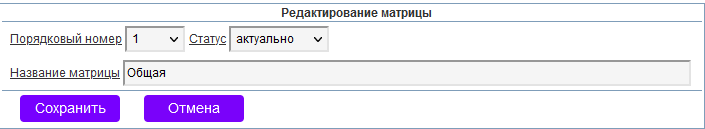 Редактирование матрицы
Порядковый номер 1 Статус актуально
Название матрицы Общая
Сохранить Отмена